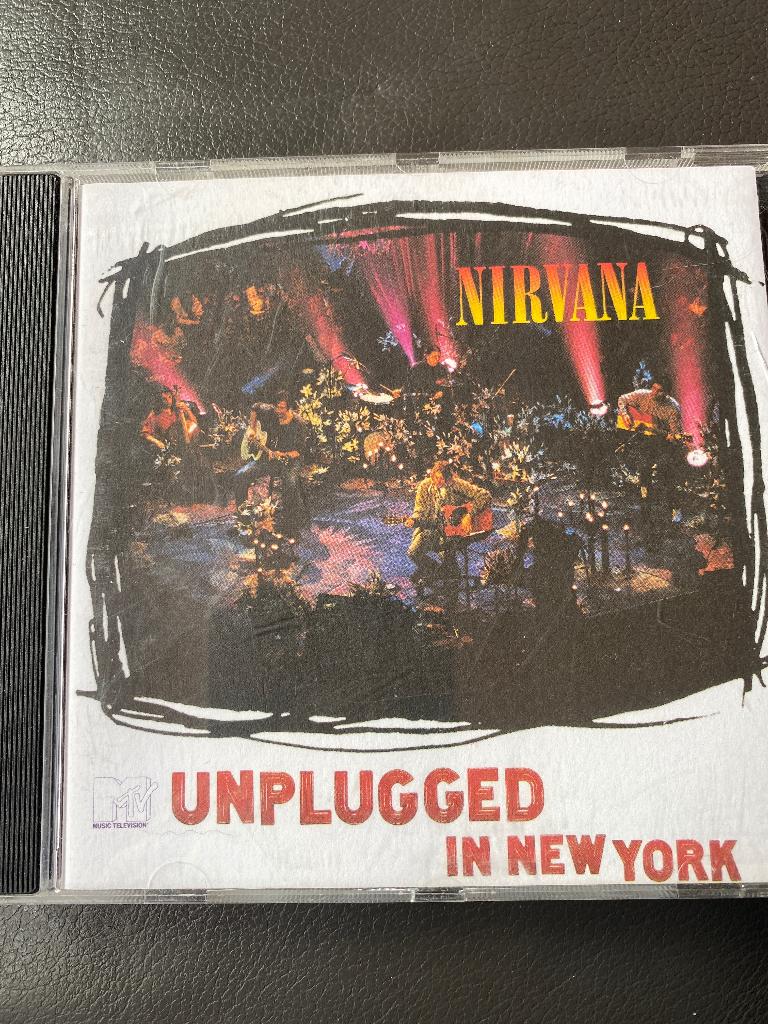 NIRVANA
MTV
MUSIC TELEVISION
UNPLUGGED
IN NEW YORK